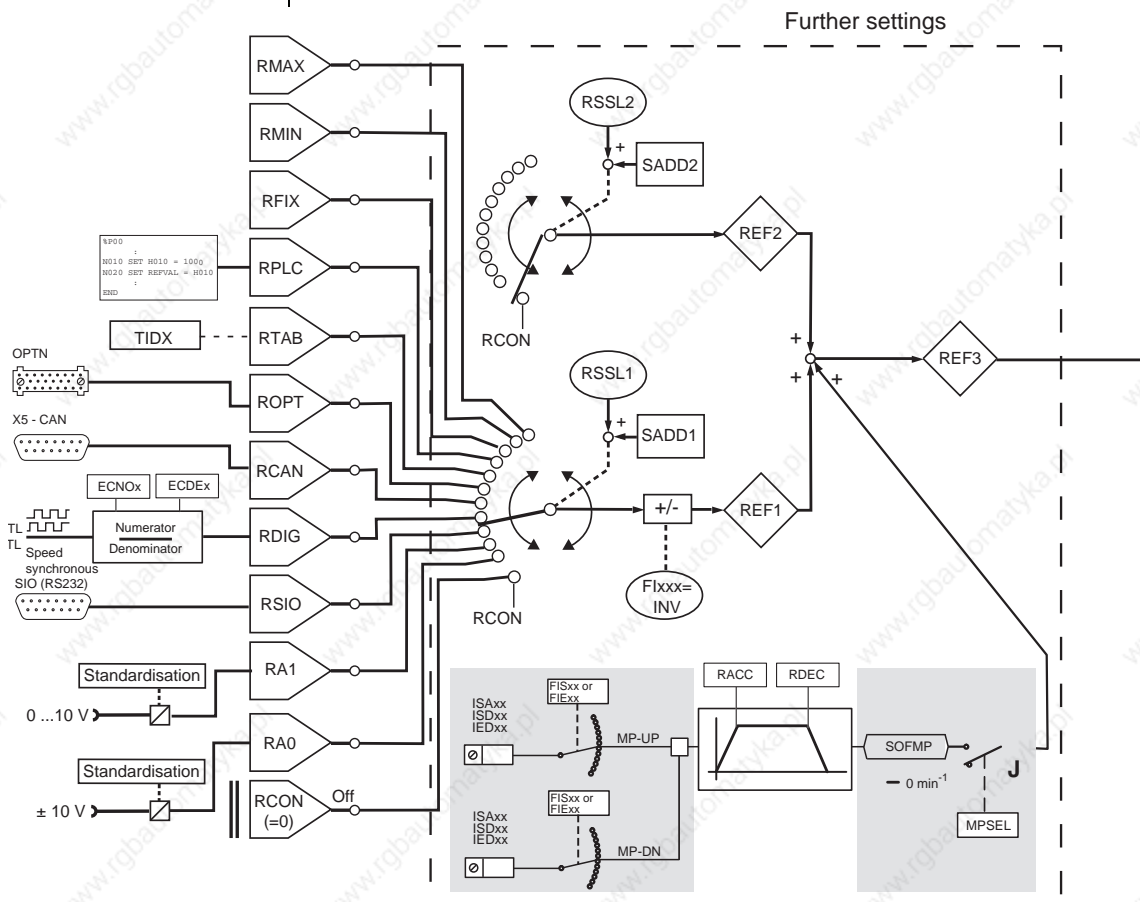 Further settings
RMAX
RMIN
RFIX
RPLC
%P00
:
N010 SET H010 = 1000
N020 SET REFVAL = H010
:
END
RTAB
TIDX
OPTN
ROPT
X5 - CAN
RCAN
ECNOx
ECDEx
TL
TL
Numerator
Denominator
Speed
synchronous
RDIG
SIO (RS232)
RSIO
Standardisation
0 ...10 V
RA1
Standardisation
± 10 V
RA0
RCON
(=0)
Off
RSSL2
+
SADD2
REF2
RCON
RSSL1
+
SADD1
+/-
REF1
FIxxx=
INV
RCON
+
+
+
REF3
ISAxx
ISDxx
IEDxx
FISxx or
FIExx
MP-UP
ISAxx
ISDxx
IEDxx
FISxx or
FIExx
MP-DN
RACC
RDEC
SOFMP
– 0 min-1
J
MPSEL
www.rgbautomatyka.pl